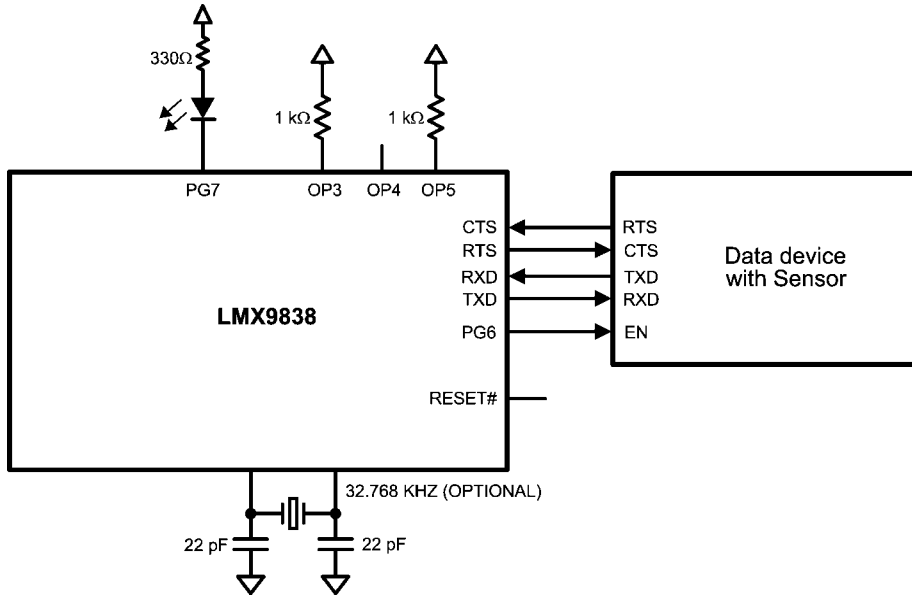 330Ω
1 kΩ
1 kΩ
PG7
OP3
OP4
OP5
CTS
RTS
RXD
TXD
PG6
RESET#
LMX9838
RTS
CTS
TXD
RXD
EN
Data device
with Sensor
32.768 KHZ (OPTIONAL)
22 pF
22 pF